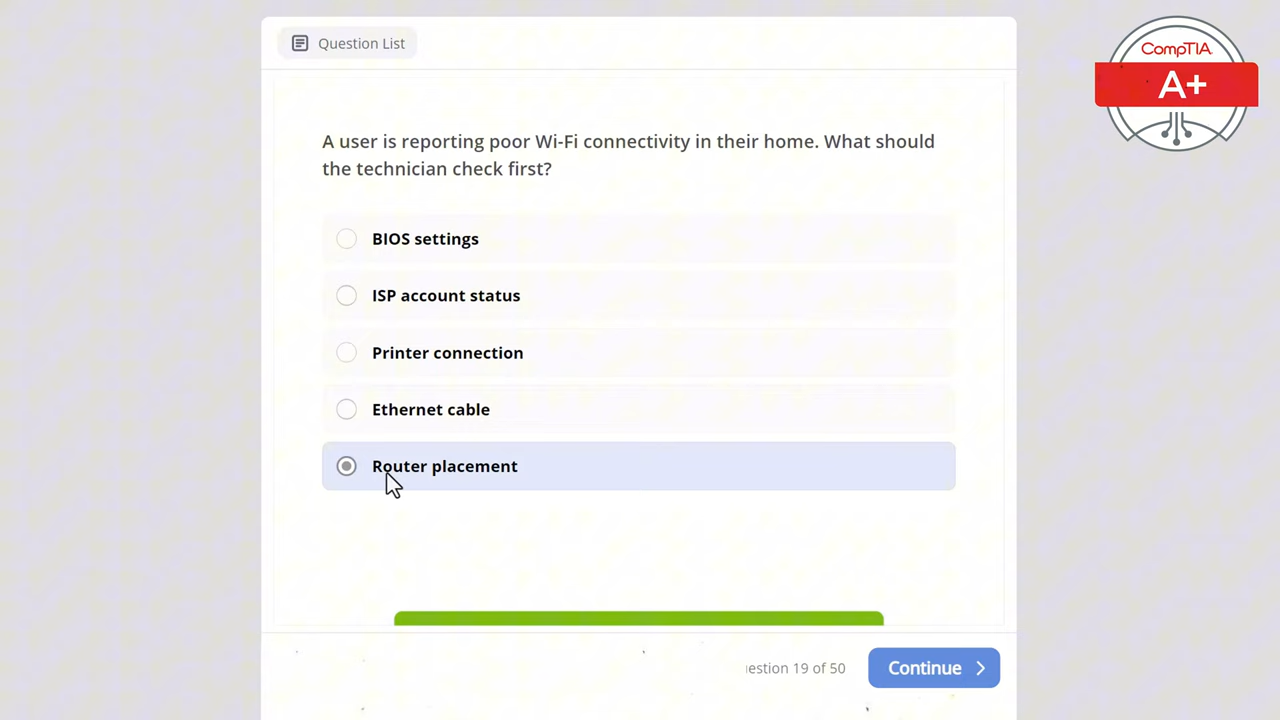 Question List
CompTIA
A+
A user is reporting poor Wi-Fi connectivity in their home. What should
the technician check first?
BIOS settings
ISP account status
Printer connection
Ethernet cable
Router placement
19 of 50
Continue